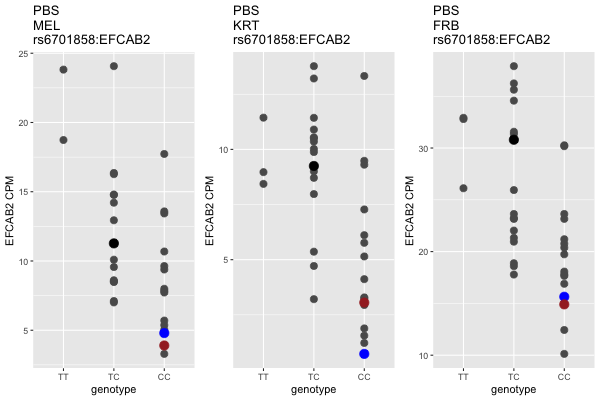 PBS
MEL
rs6701858:EFCAB2
25
20
15
10
5
EFCAB2 CPM
TT TC CC
genotype
PBS
KRT
rs6701858:EFCAB2
10
5
EFCAB2 CPM
TT TC CC
genotype
PBS
FRB
rs6701858:EFCAB2
30
20
10
EFCAB2 CPM
TT TC CC
genotype